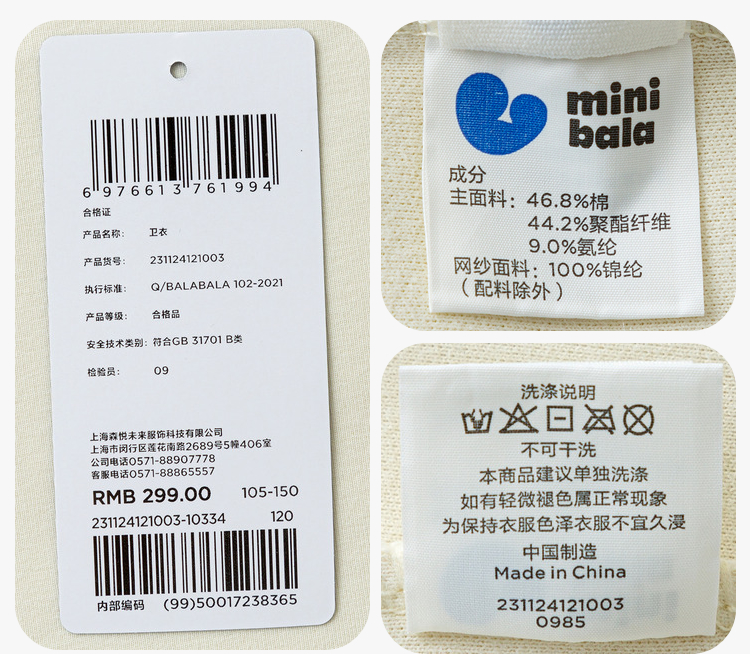 6 976613 761994
合格证
产品名称： 卫衣
产品货号： 231124121003
执行标准： Q/BALABALA 102-2021
产品等级： 合格品
安全技术类别： 符合GB 31701 B类
检验员： 09
上海森悦未来服饰科技有限公司
上海市闵行区莲花南路2689号5幢406室
公司电话0571-88907778
客服电话0571-88865557
RMB 299.00 105-150
231124121003-10334 120
内部编码 (99)50017238365
mini
bala
成分
主面料：46.8%棉
44.2%聚酯纤维
9.0%氨纶
网纱面料：100%锦纶
（配料除外）
洗涤说明
不可干洗
本商品建议单独洗涤
如有轻微褪色属正常现象
为保持衣服色泽衣服不宜久浸
中国制造
Made in China
231124121003
0985